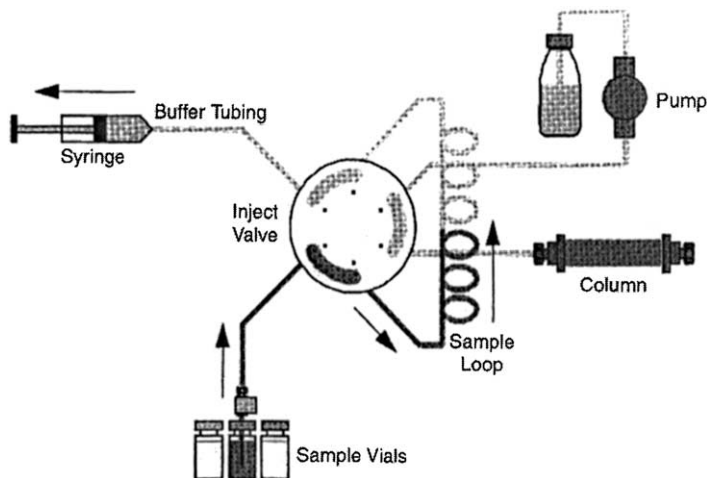 Buffer Tubing
Syringe
Pump
Inject
Valve
Column
Sample
Loop
Sample Vials